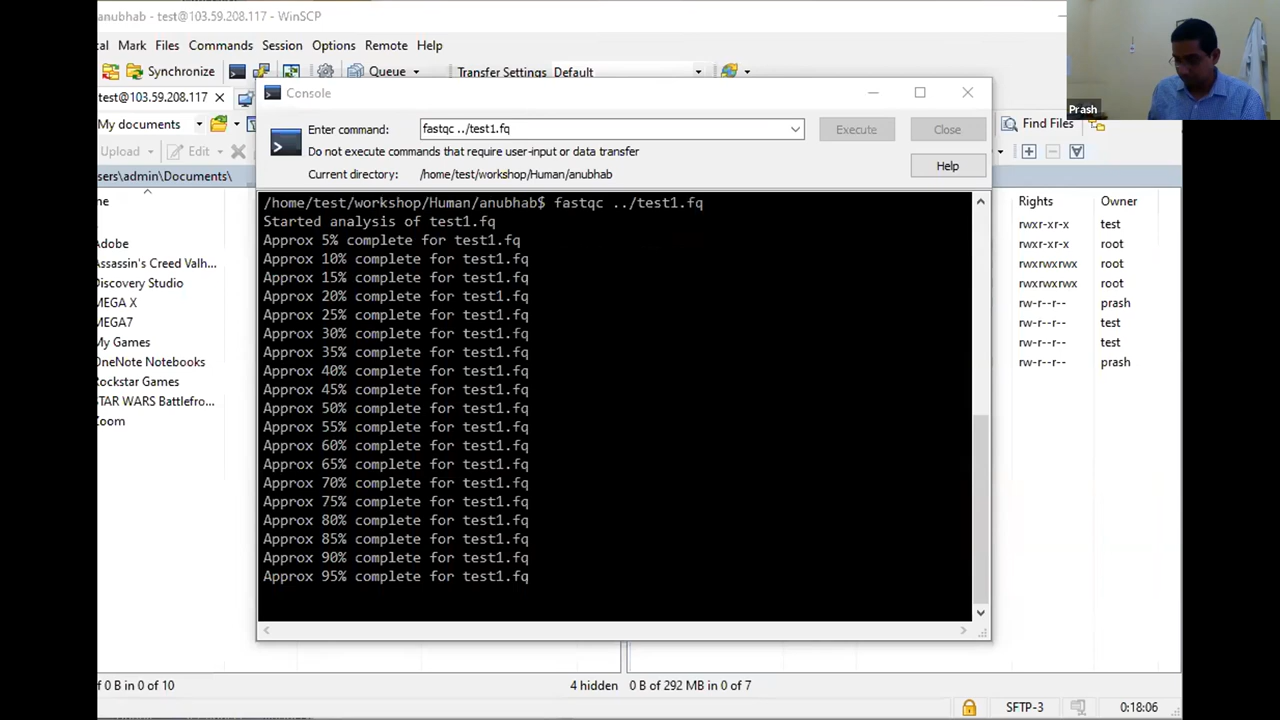 anubhab - test@103.59.208.117 - WinSCP
cal Mark Files Commands Session Options Remote Help
Synchronize Queue Transfer Settings Default
test@103.59.208.117
My documents Find Files
Upload Edit
sers\admin\Documents\
Console
Enter command: fastqc ../test1.fq Execute Close
Do not execute commands that require user-input or data transfer
Current directory: /home/test/workshop/Human/anubhab Help
me
Adobe
Assassin's Creed Valh...
Discovery Studio
MEGA X
MEGA7
My Games
OneNote Notebooks
Rockstar Games
STAR WARS Battlefro...
Zoom
/home/test/workshop/Human/anubhab$ fastqc ../test1.fq
Started analysis of test1.fq
Approx 5% complete for test1.fq
Approx 10% complete for test1.fq
Approx 15% complete for test1.fq
Approx 20% complete for test1.fq
Approx 25% complete for test1.fq
Approx 30% complete for test1.fq
Approx 35% complete for test1.fq
Approx 40% complete for test1.fq
Approx 45% complete for test1.fq
Approx 50% complete for test1.fq
Approx 55% complete for test1.fq
Approx 60% complete for test1.fq
Approx 65% complete for test1.fq
Approx 70% complete for test1.fq
Approx 75% complete for test1.fq
Approx 80% complete for test1.fq
Approx 85% complete for test1.fq
Approx 90% complete for test1.fq
Approx 95% complete for test1.fq
Rights Owner
rwxr-xr-x test
rwxr-xr-x root
rwxrwxrwx root
rwxrwxrwx root
rw-r--r-- prash
rw-r--r-- test
rw-r--r-- test
rw-r--r-- prash
Prash
of 0 B in 0 of 10 4 hidden 0 B of 292 MB in 0 of 7
SFTP-3 0:18:06